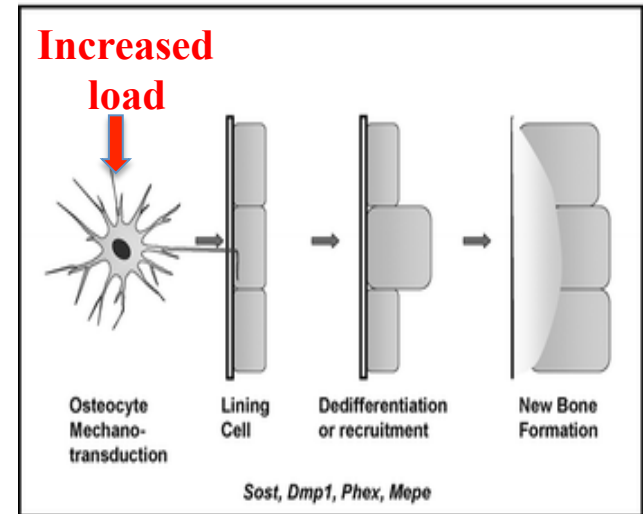 Increased
load
Osteocyte
Mechano-
transduction
Lining
Cell
Dedifferentiation
or recruitment
New Bone
Formation
Sost, Dmp1, Phex, Mepe